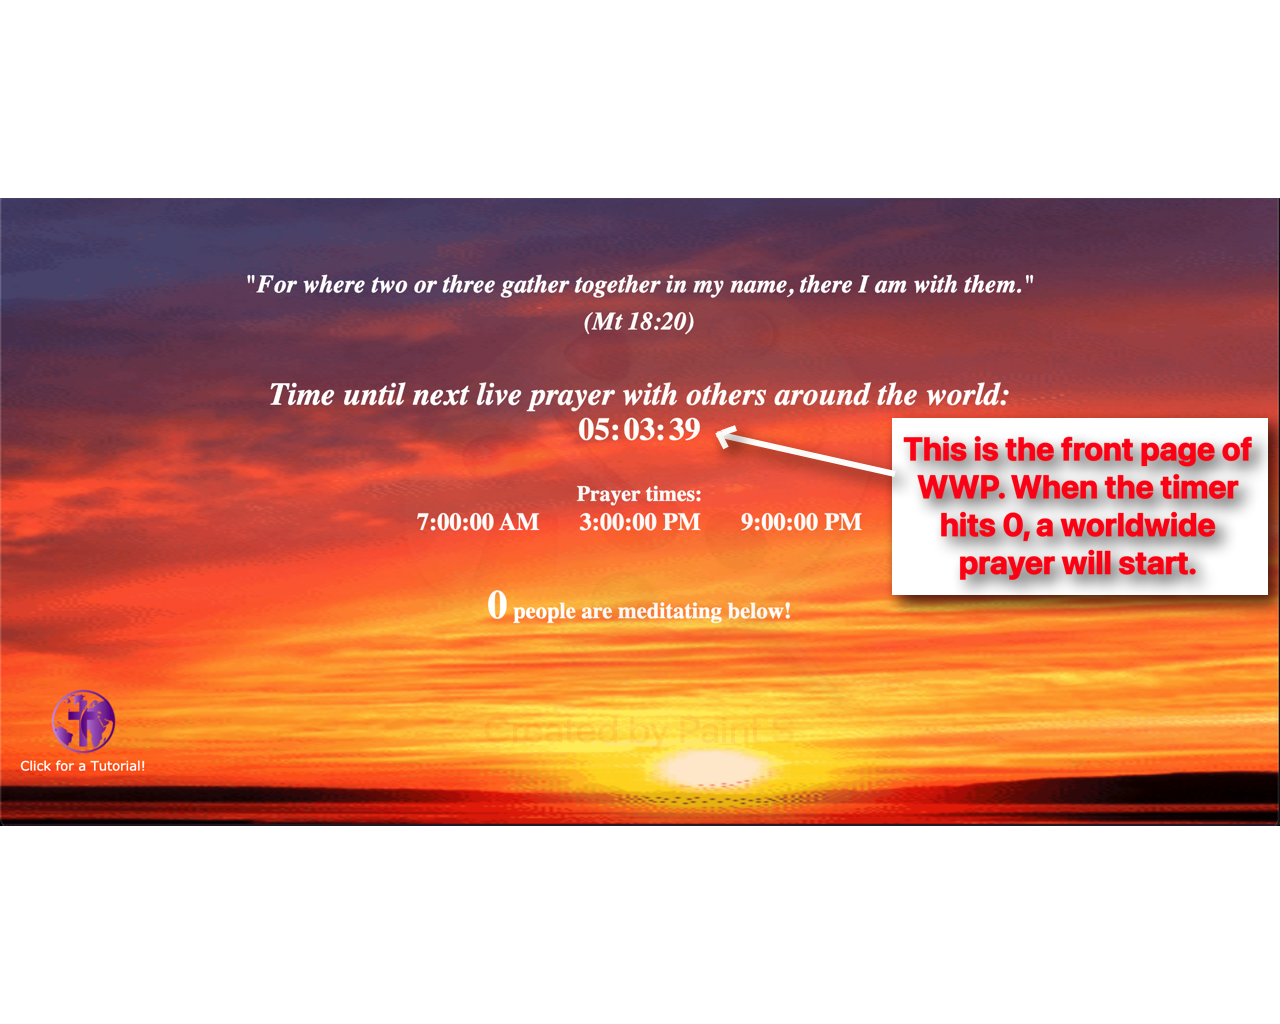 "For where two or three gather together in my name, there I am with them."
(Mt 18:20)
Time until next live prayer with others around the world:
05:03:39
This is the front page of
WWP. When the timer
hits 0, a worldwide
prayer will start.
Prayer times:
7:00:00 AM 3:00:00 PM 9:00:00 PM
0 people are meditating below!
Click for a Tutorial!